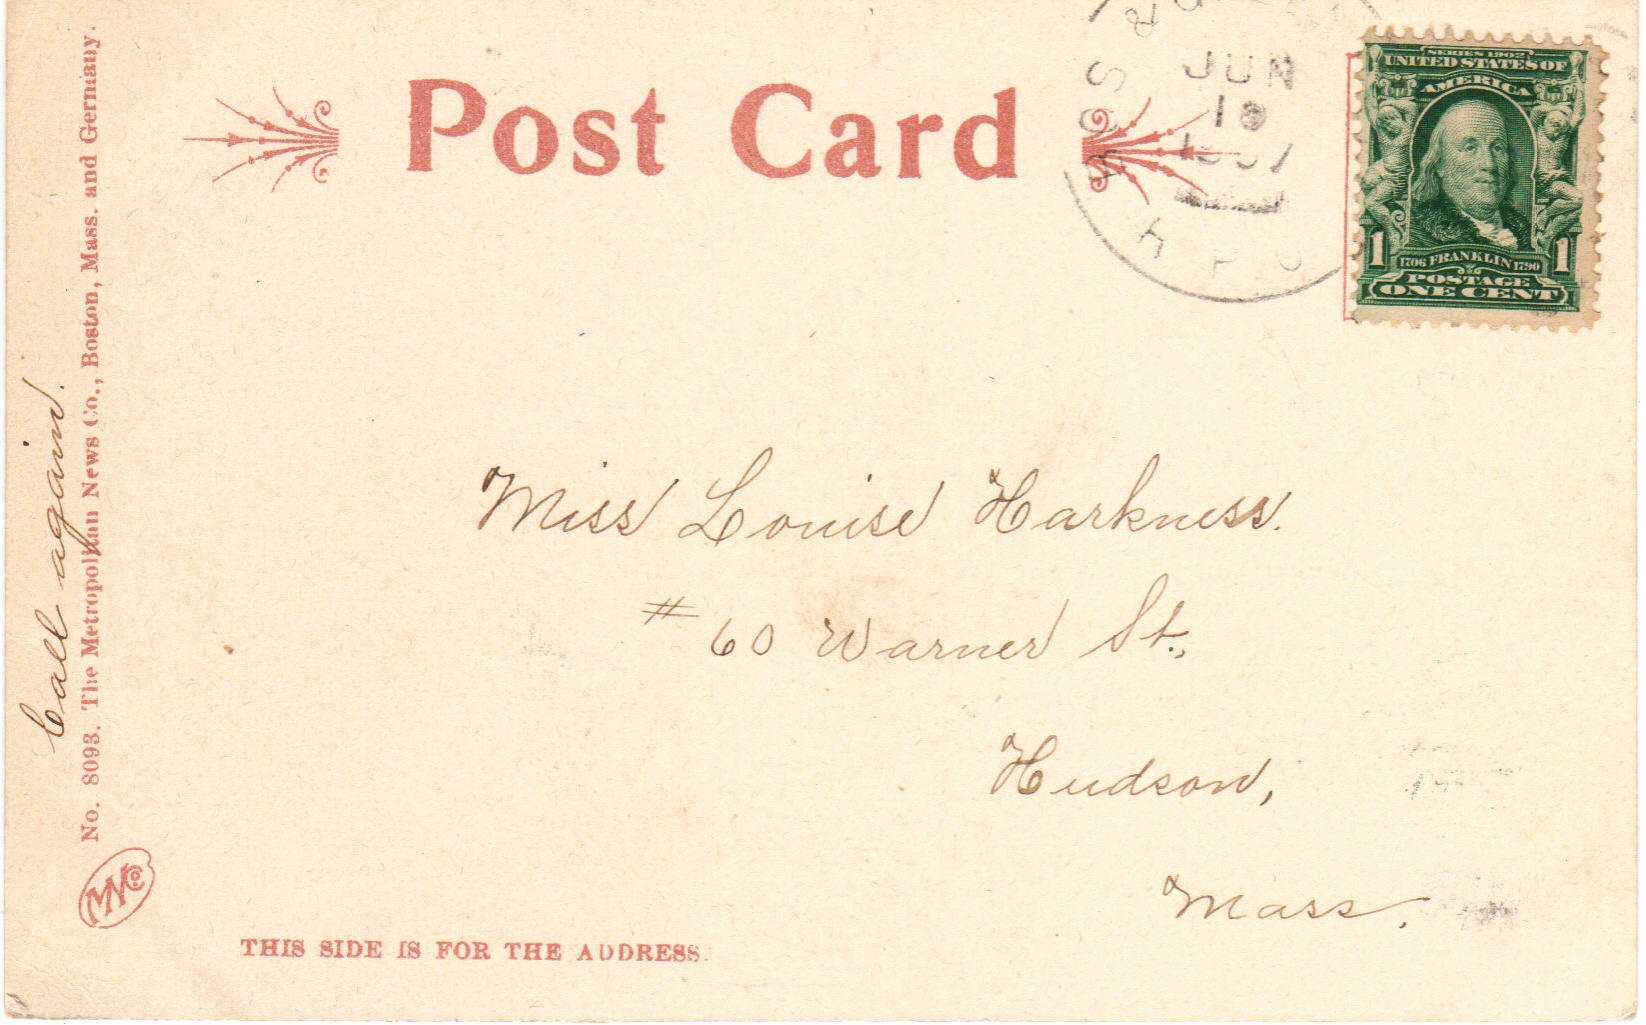 Post Card
JUN
SERIES 1902
UNITED STATES OF
AMERICA
1 1706 FRANKLIN 1790 1
POSTAGE
ONE CENT
Call again.
No. 8093. The Metropolitan News Co., Boston, Mass. and Germany.
Miss Louise Harkness.
# 60 Warner St.,
Hudson,
Mass.
MNCo
THIS SIDE IS FOR THE ADDRESS.